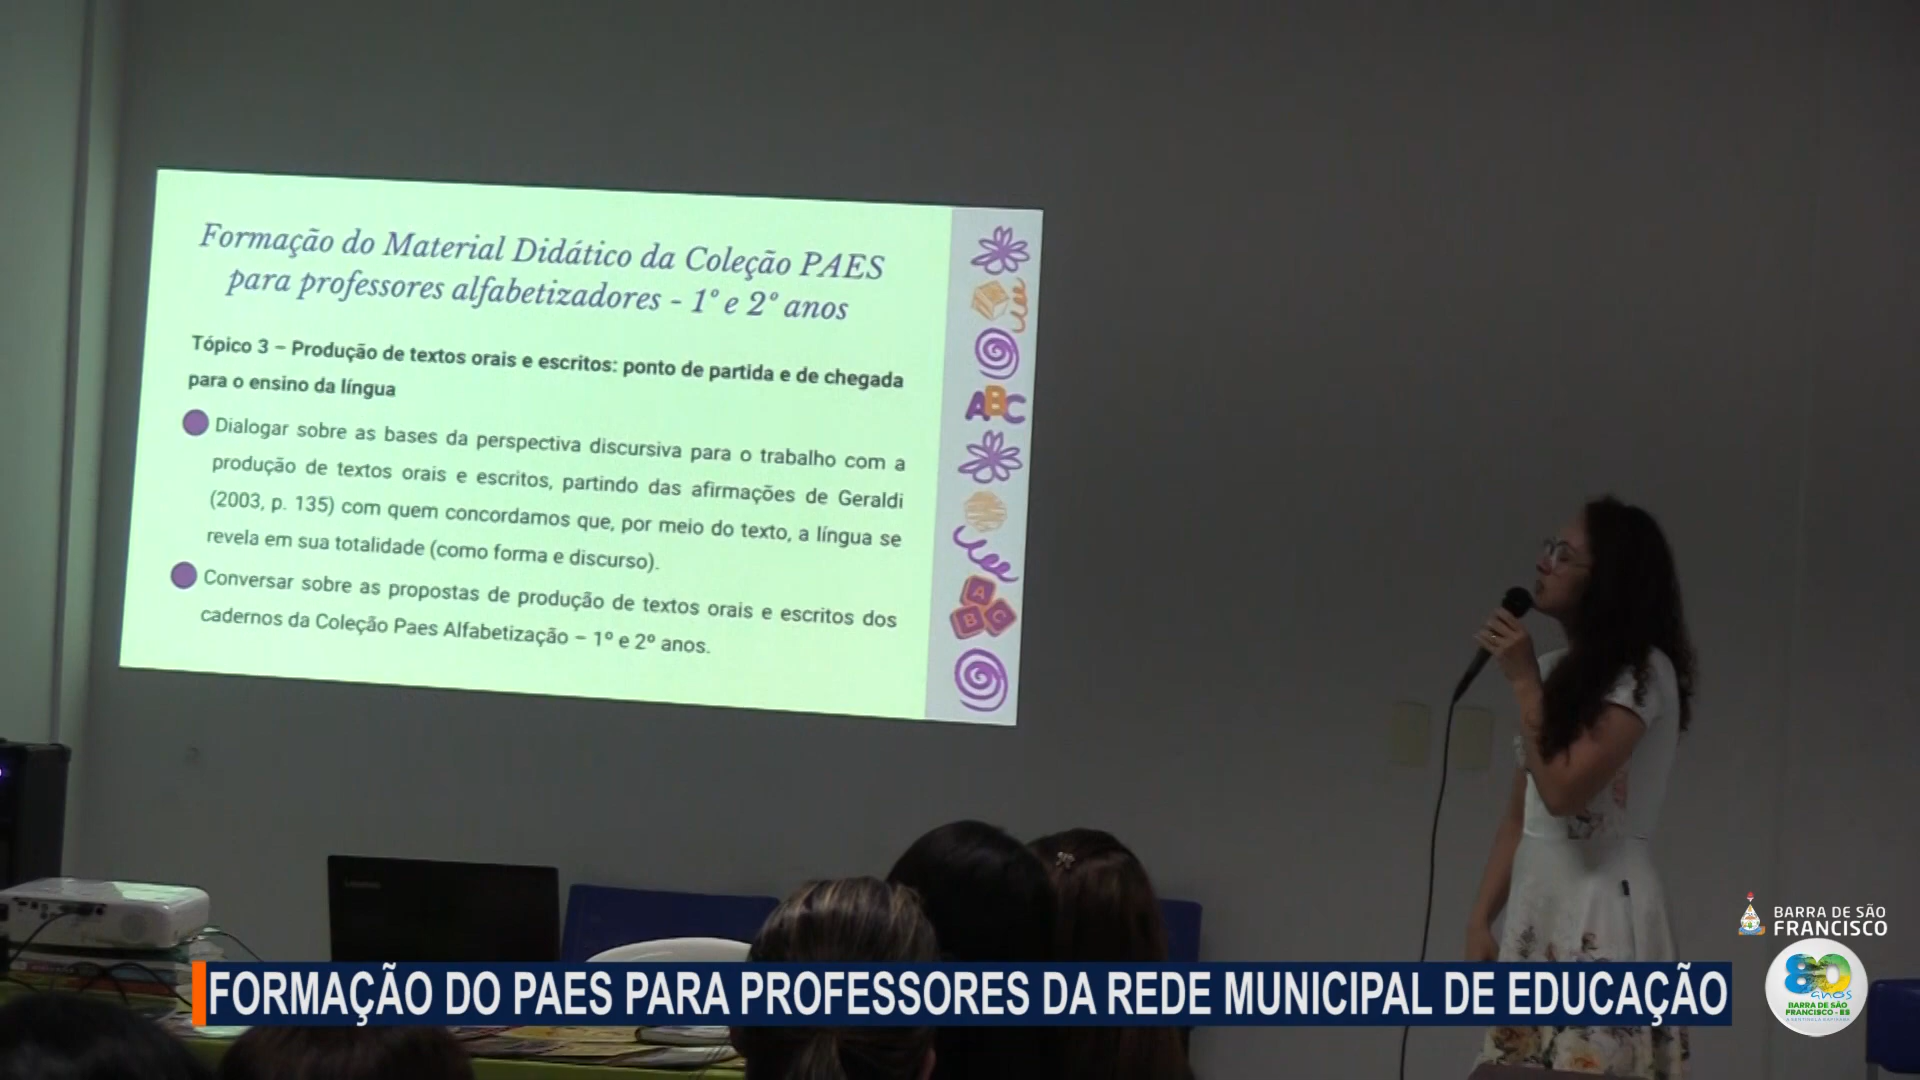 Formação do Material Didático da Coleção PAES
para professores alfabetizadores - 1º e 2º anos
Tópico 3 – Produção de textos orais e escritos: ponto de partida e de chegada
para o ensino da língua
Dialogar sobre as bases da perspectiva discursiva para o trabalho com a
produção de textos orais e escritos, partindo das afirmações de Geraldi
(2003, p. 135) com quem concordamos que, por meio do texto, a língua se
revela em sua totalidade (como forma e discurso).
Conversar sobre as propostas de produção de textos orais e escritos dos
cadernos da Coleção Paes Alfabetização – 1º e 2º anos.
ABC
A
B C
Lenovo
BARRA DE SÃO
FRANCISCO
FORMAÇÃO DO PAES PARA PROFESSORES DA REDE MUNICIPAL DE EDUCAÇÃO
80
anos
BARRA DE SÃO
FRANCISCO - ES